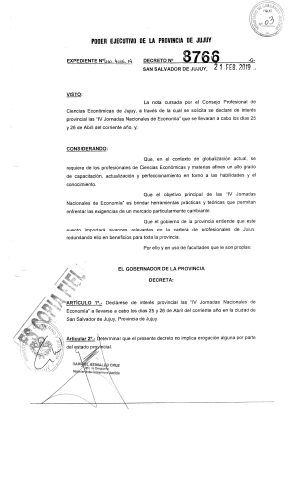 03
PODER EJECUTIVO DE LA PROVINCIA DE JUJUY
EXPEDIENTE Nº
DECRETO Nº 8766 -G-
SAN SALVADOR DE JUJUY, 21 FEB. 2019
VISTO:
La nota cursada por el Consejo Profesional de
Ciencias Económicas de Jujuy, a través de la cual se solicita se declare de interés
provincial las "IV Jornadas Nacionales de Economía" que se llevaran a cabo los días 25
y 26 de Abril del corriente año, y;
CONSIDERANDO:
Que, en el contexto de globalización actual, se
requiere de los profesionales de Ciencias Económicas y materias afines un alto grado
de capacitación, actualización y perfeccionamiento en torno a las habilidades y el
conocimiento.
Que el objetivo principal de las "IV Jornadas
Nacionales de Economía" es brindar herramientas prácticas y teóricas que permitan
enfrentar las exigencias de un mercado particularmente cambiante.
Que el gobierno de la provincia entiende que este
evento importará avances relevantes en la de profesionales de Jujuy,
redundando ello en beneficios para toda la provincia.
Por ello y en uso de facultades que le son propias;
EL GOBERNADOR DE LA PROVINCIA
DECRETA:
ARTÍCULO 1º.- Declárese de interés provincial las "IV Jornadas Nacionales de
Economía" a llevarse a cabo los días 25 y 26 de Abril del corriente año en la ciudad de
San Salvador de Jujuy, Provincia de Jujuy.
Artículo 2º.- Determinar que el presente decreto no implica erogación alguna por parte
del estado provincial.
ES COPIA FIEL